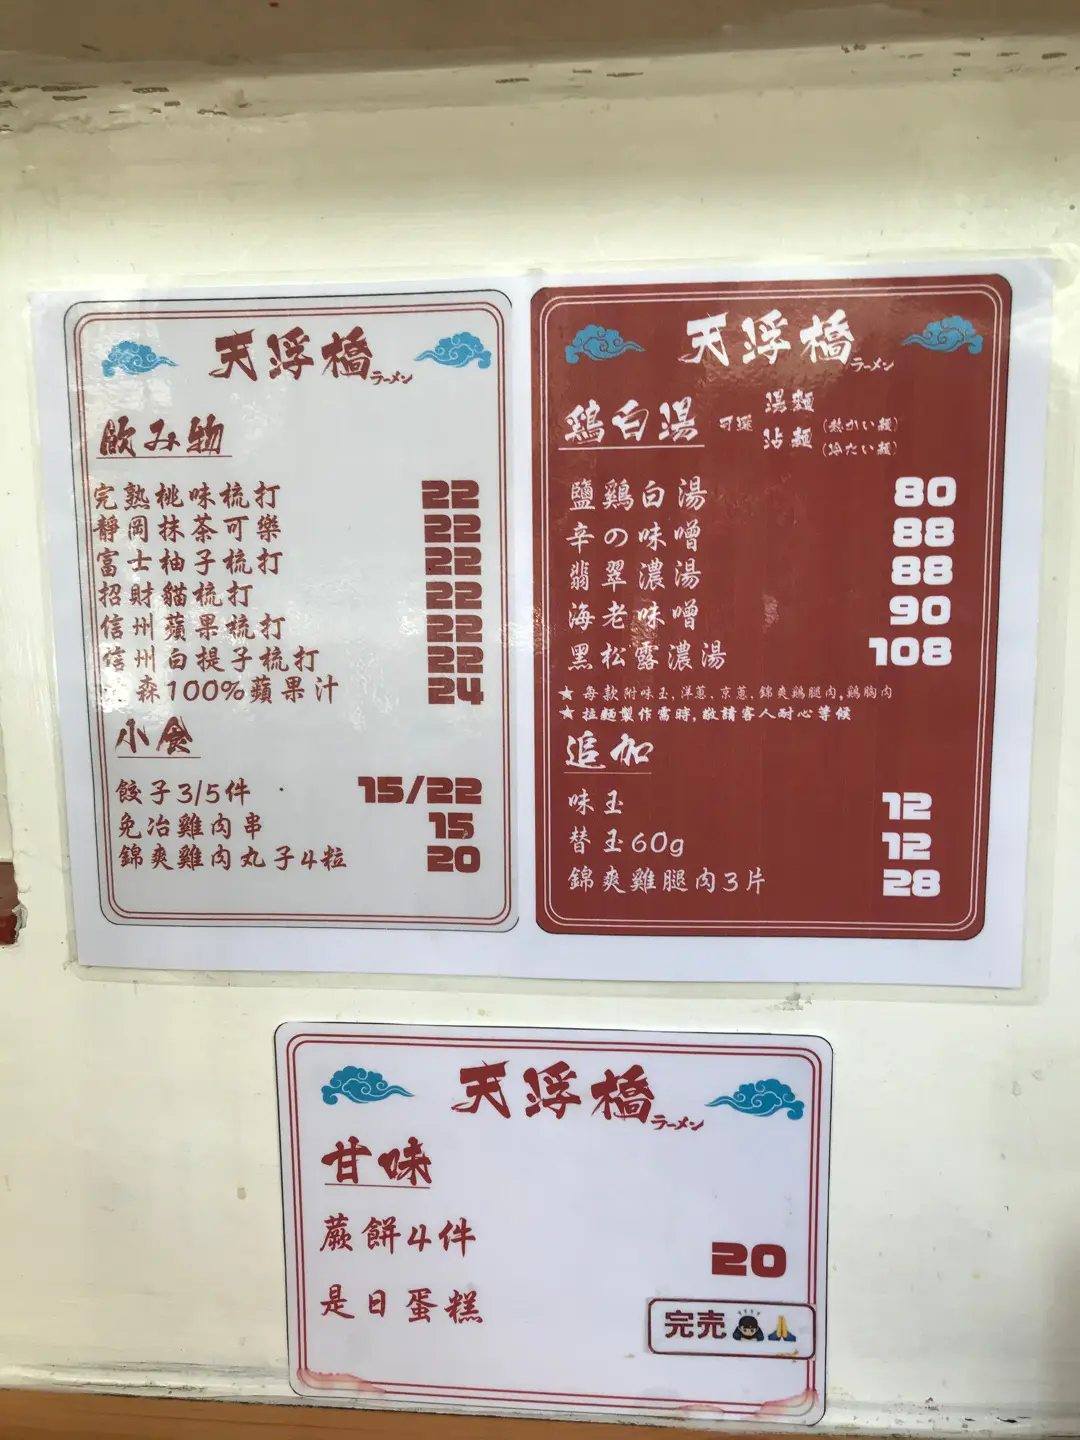 天浮橋
ラーメン
飲み物
完熟桃味梳打 22
靜岡抹茶可樂 22
富士柚子梳打 22
招財貓梳打 22
信州蘋果梳打 22
信州白提子梳打 22
森100%蘋果汁 24
小食
餃子3/5件 15/22
免治雞肉串 15
錦爽雞肉丸子4粒 20
天浮橋
ラーメン
鶏白湯 可選 湯麵
沾麵 (熱かい麵)
(冷たい麵)
鹽鶏白湯 80
辛の味噌 88
翡翠濃湯 88
海老味噌 90
黑松露濃湯 108
★ 每款附味玉, 洋蔥, 京蔥, 錦爽鶏腿肉, 鶏胸肉
★ 拉麵製作需時, 敬請客人耐心等候
追加
味玉 12
替玉60g 12
錦爽雞腿肉3片 28
天浮橋
ラーメン
甘味
蕨餅4件 20
是日蛋糕 完売🙇🙏